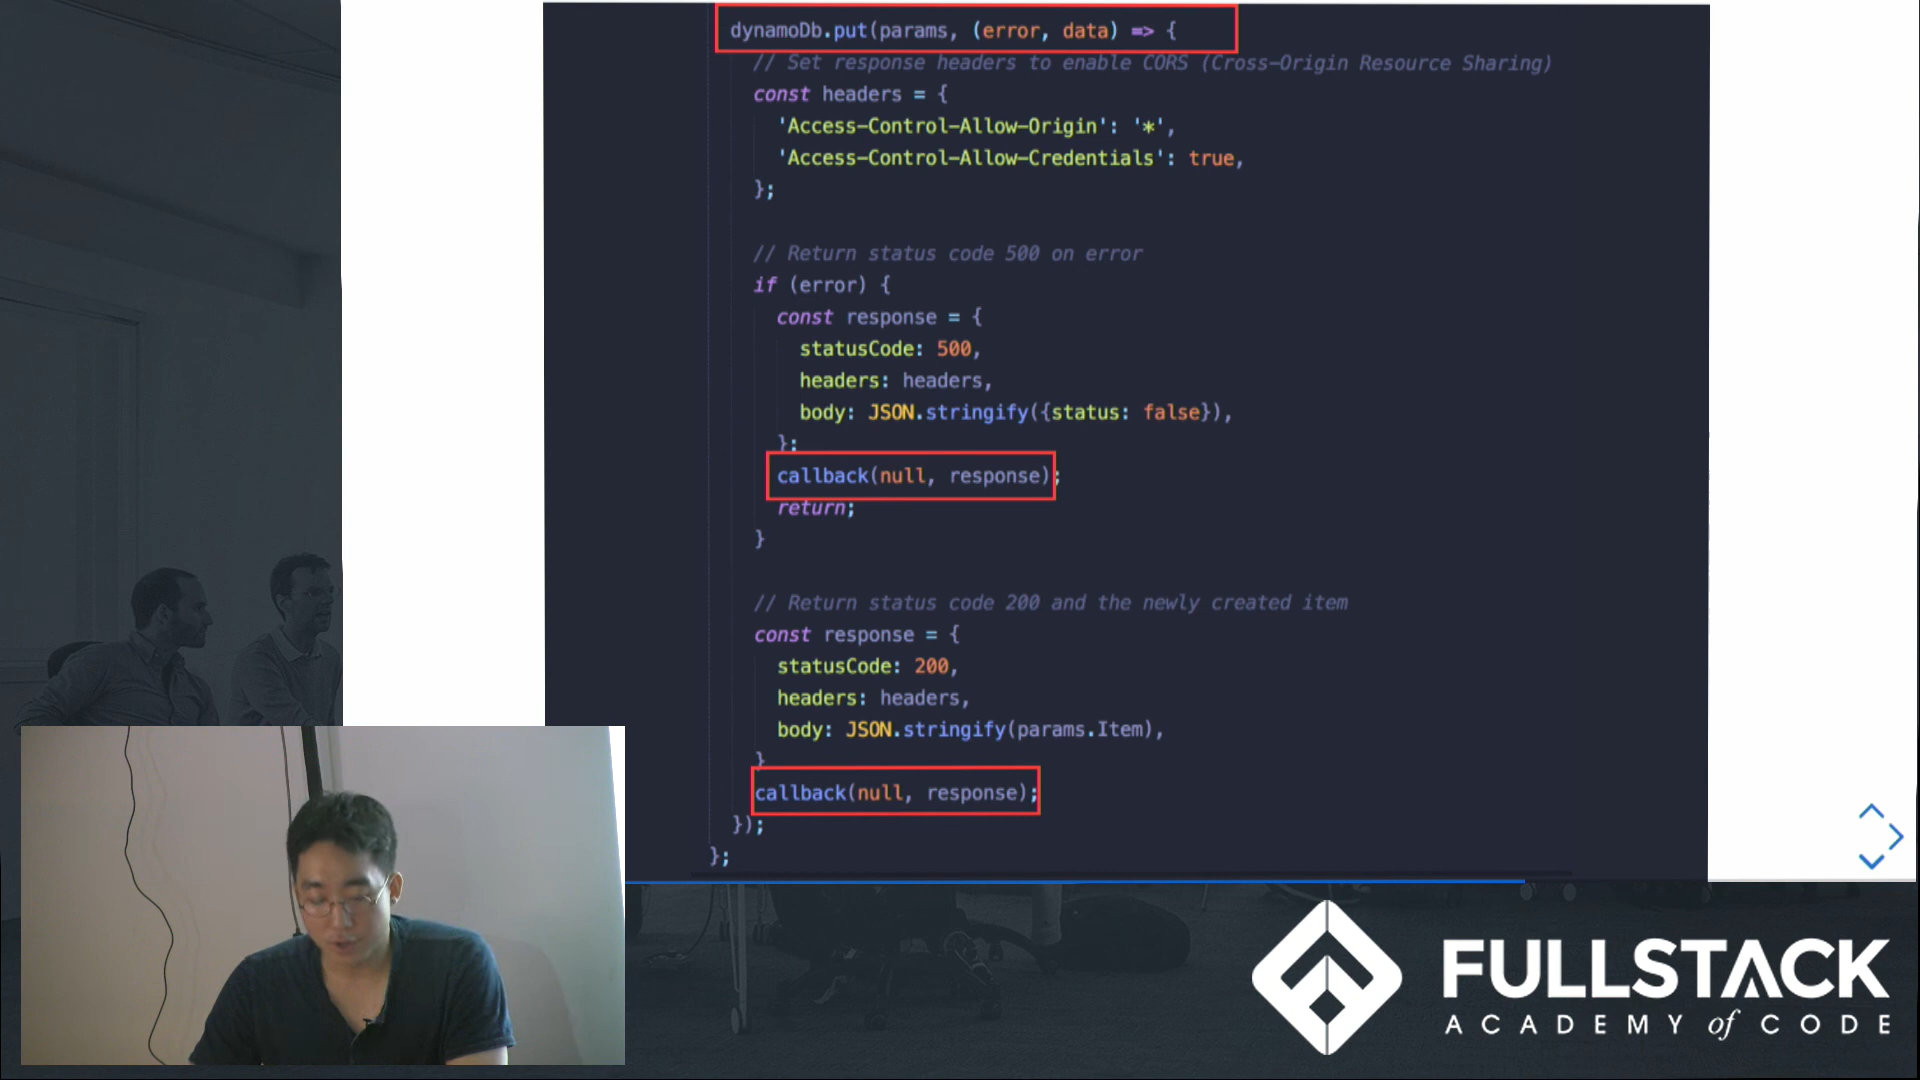 dynamoDb.put(params, (error, data) => {
// Set response headers to enable CORS (Cross-Origin Resource Sharing)
const headers = {
'Access-Control-Allow-Origin': '*',
'Access-Control-Allow-Credentials': true,
};
// Return status code 500 on error
if (error) {
const response = {
statusCode: 500,
headers: headers,
body: JSON.stringify({status: false}),
};
callback(null, response);
return;
}
// Return status code 200 and the newly created item
const response = {
statusCode: 200,
headers: headers,
body: JSON.stringify(params.Item),
}
callback(null, response);
});
};
FULLSTACK
ACADEMY of CODE